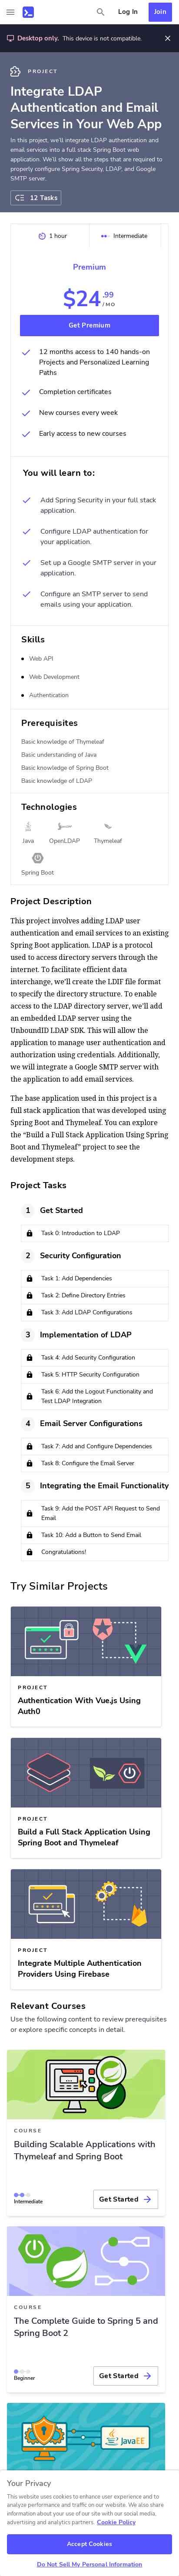 Log In
Join
Desktop only. This device is not compatible.
PROJECT
Integrate LDAP
Authentication and Email
Services in Your Web App
In this project, we'll integrate LDAP authentication and
email services into a full stack Spring Boot web
application. We'll show all the steps that are required to
properly configure Spring Security, LDAP, and Google
SMTP server.
12 Tasks
1 hour
Intermediate
Premium
$24.99
/ MO
Get Premium
12 months access to 140 hands-on
Projects and Personalized Learning
Paths
Completion certificates
New courses every week
Early access to new courses
You will learn to:
Add Spring Security in your full stack
application.
Configure LDAP authentication for
your application.
Set up a Google SMTP server in your
application.
Configure an SMTP server to send
emails using your application.
Skills
Web API
Web Development
Authentication
Prerequisites
Basic knowledge of Thymeleaf
Basic understanding of Java
Basic knowledge of Spring Boot
Basic knowledge of LDAP
Technologies
Java
OpenLDAP
Thymeleaf
Spring Boot
Project Description
This project involves adding LDAP user
authentication and email services to an existing
Spring Boot application. LDAP is a protocol
used to access directory servers through the
internet. To facilitate efficient data
interchange, we'll create the LDIF file format
to specify the directory structure. To enable
access to the LDAP directory server, we'll add
an embedded LDAP server using the
UnboundID LDAP SDK. This will allow the
application to manage user authentication and
authorization using credentials. Additionally,
we will integrate a Google SMTP server with
the application to add email services.
The base application used in this project is a
full stack application that was developed using
Spring Boot and Thymeleaf. You can explore
the “Build a Full Stack Application Using Spring
Boot and Thymeleaf” project to see the
development steps.
Project Tasks
1 Get Started
Task 0: Introduction to LDAP
2 Security Configuration
Task 1: Add Dependencies
Task 2: Define Directory Entries
Task 3: Add LDAP Configurations
3 Implementation of LDAP
Task 4: Add Security Configuration
Task 5: HTTP Security Configuration
Task 6: Add the Logout Functionality and
Test LDAP Integration
4 Email Server Configurations
Task 7: Add and Configure Dependencies
Task 8: Configure the Email Server
5 Integrating the Email Functionality
Task 9: Add the POST API Request to Send
Email
Task 10: Add a Button to Send Email
Congratulations!
Try Similar Projects
PROJECT
Authentication With Vue.js Using
Auth0
PROJECT
Build a Full Stack Application Using
Spring Boot and Thymeleaf
PROJECT
Integrate Multiple Authentication
Providers Using Firebase
Relevant Courses
Use the following content to review prerequisites
or explore specific concepts in detail.
COURSE
Building Scalable Applications with
Thymeleaf and Spring Boot
Intermediate
Get Started
COURSE
The Complete Guide to Spring 5 and
Spring Boot 2
Beginner
Get Started
JavaEE
Your Privacy
This website uses cookies to enhance user experience and to
analyze performance and traffic on our website. We also share
information about your use of our site with our social media,
advertising and analytics partners. Cookie Policy
Accept Cookies
Do Not Sell My Personal Information